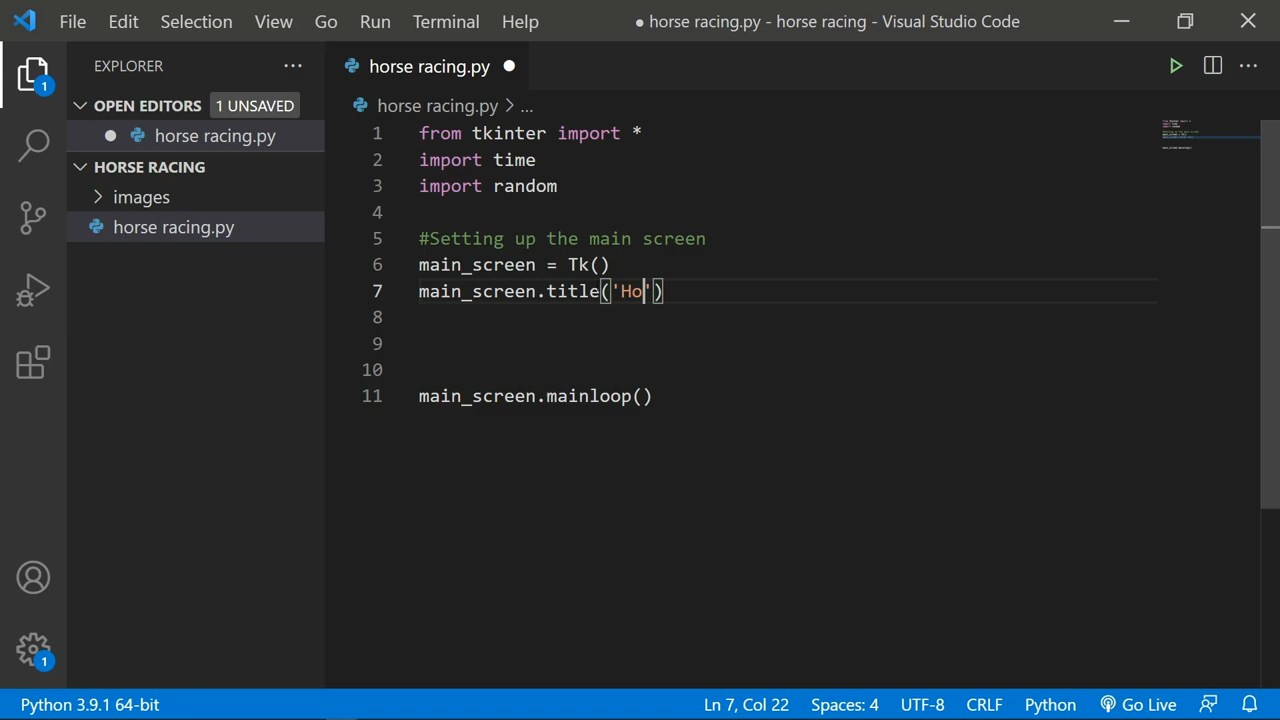 File Edit Selection View Go Run Terminal Help ● horse racing.py - horse racing - Visual Studio Code
EXPLORER ···
OPEN EDITORS 1 UNSAVED
● horse racing.py
HORSE RACING
images
horse racing.py
1
1
horse racing.py ●
horse racing.py > ...
1 from tkinter import *
2 import time
3 import random
4
5 #Setting up the main screen
6 main_screen = Tk()
7 main_screen.title('Ho')
8
9
10
11 main_screen.mainloop()
Python 3.9.1 64-bit Ln 7, Col 22 Spaces: 4 UTF-8 CRLF Python Go Live